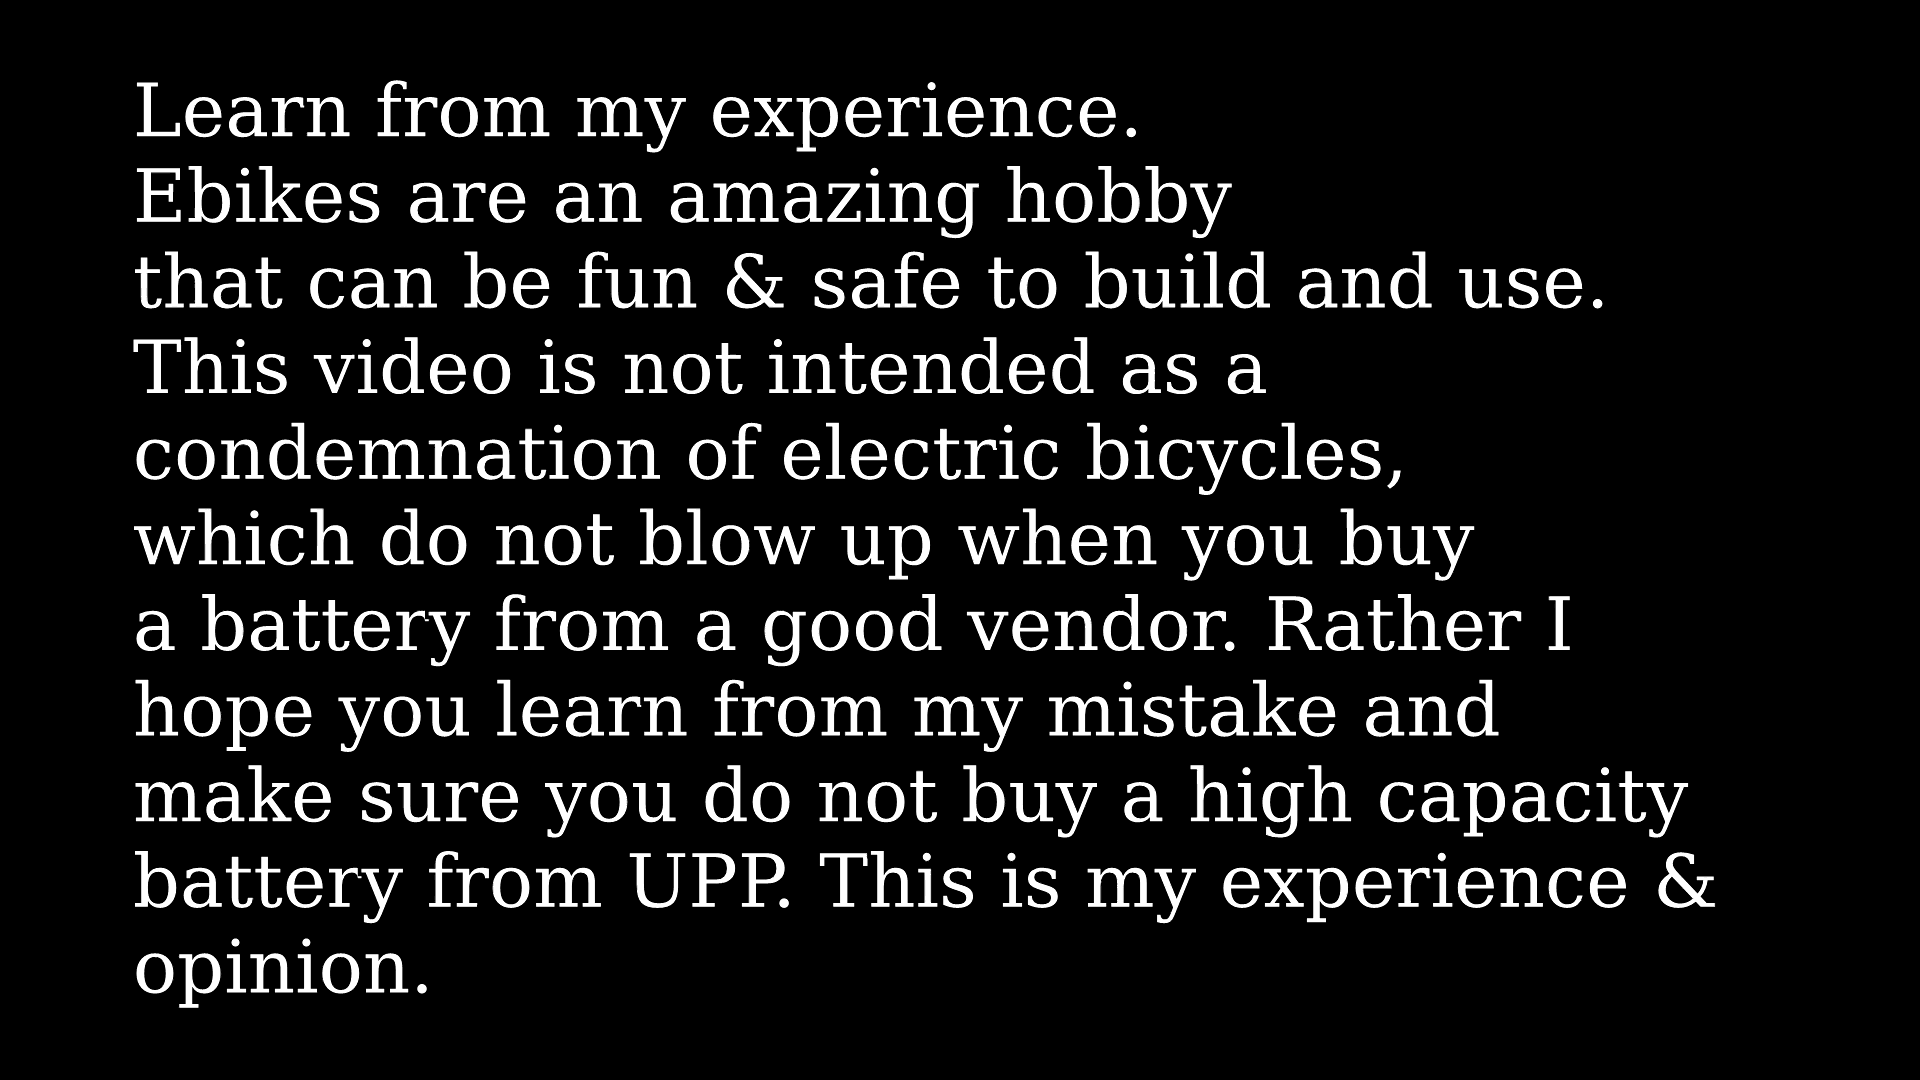 Learn from my experience.
Ebikes are an amazing hobby
that can be fun & safe to build and use.
This video is not intended as a
condemnation of electric bicycles,
which do not blow up when you buy
a battery from a good vendor. Rather I
hope you learn from my mistake and
make sure you do not buy a high capacity
battery from UPP. This is my experience &
opinion.